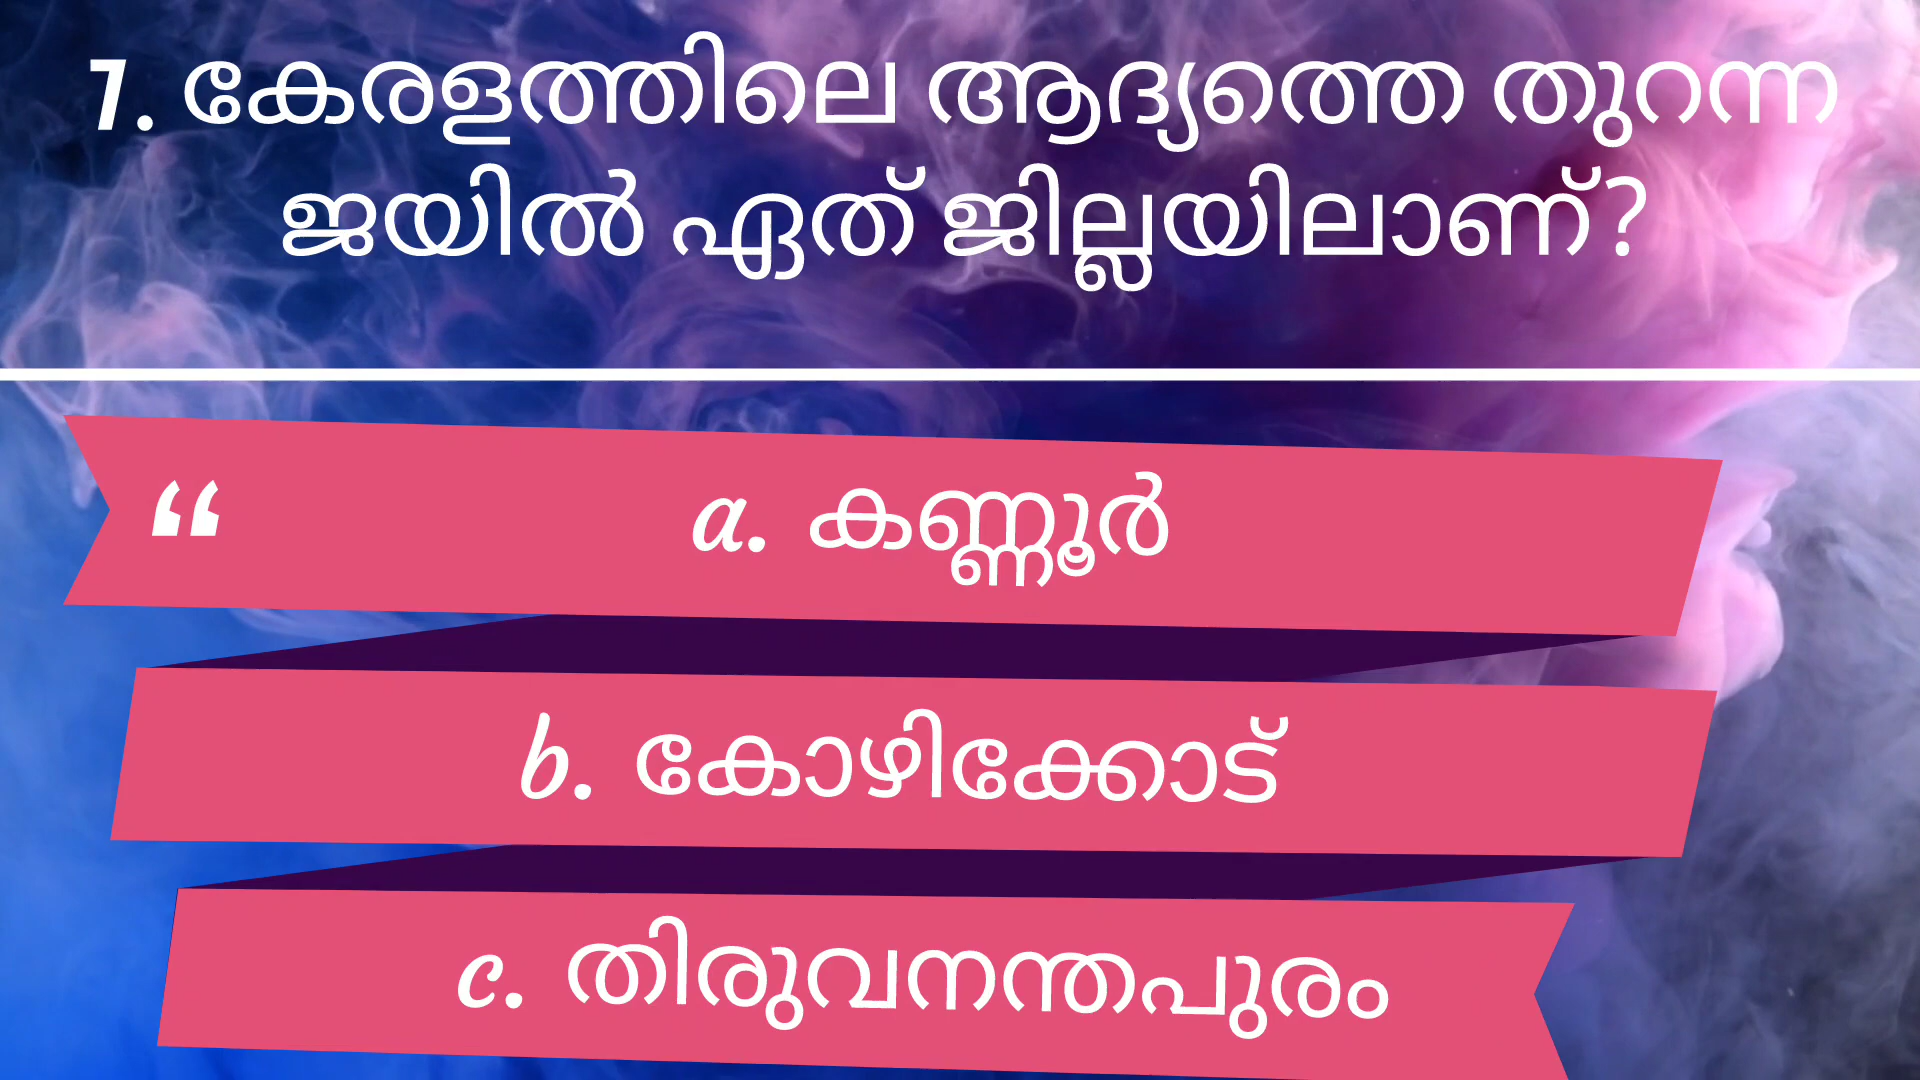 7. കേരളത്തിലെ ആദ്യത്തെ തുറന്ന
ജയിൽ ഏത് ജില്ലയിലാണ്?
“
a. കണ്ണൂർ
b. കോഴിക്കോട്
c. തിരുവനന്തപുരം